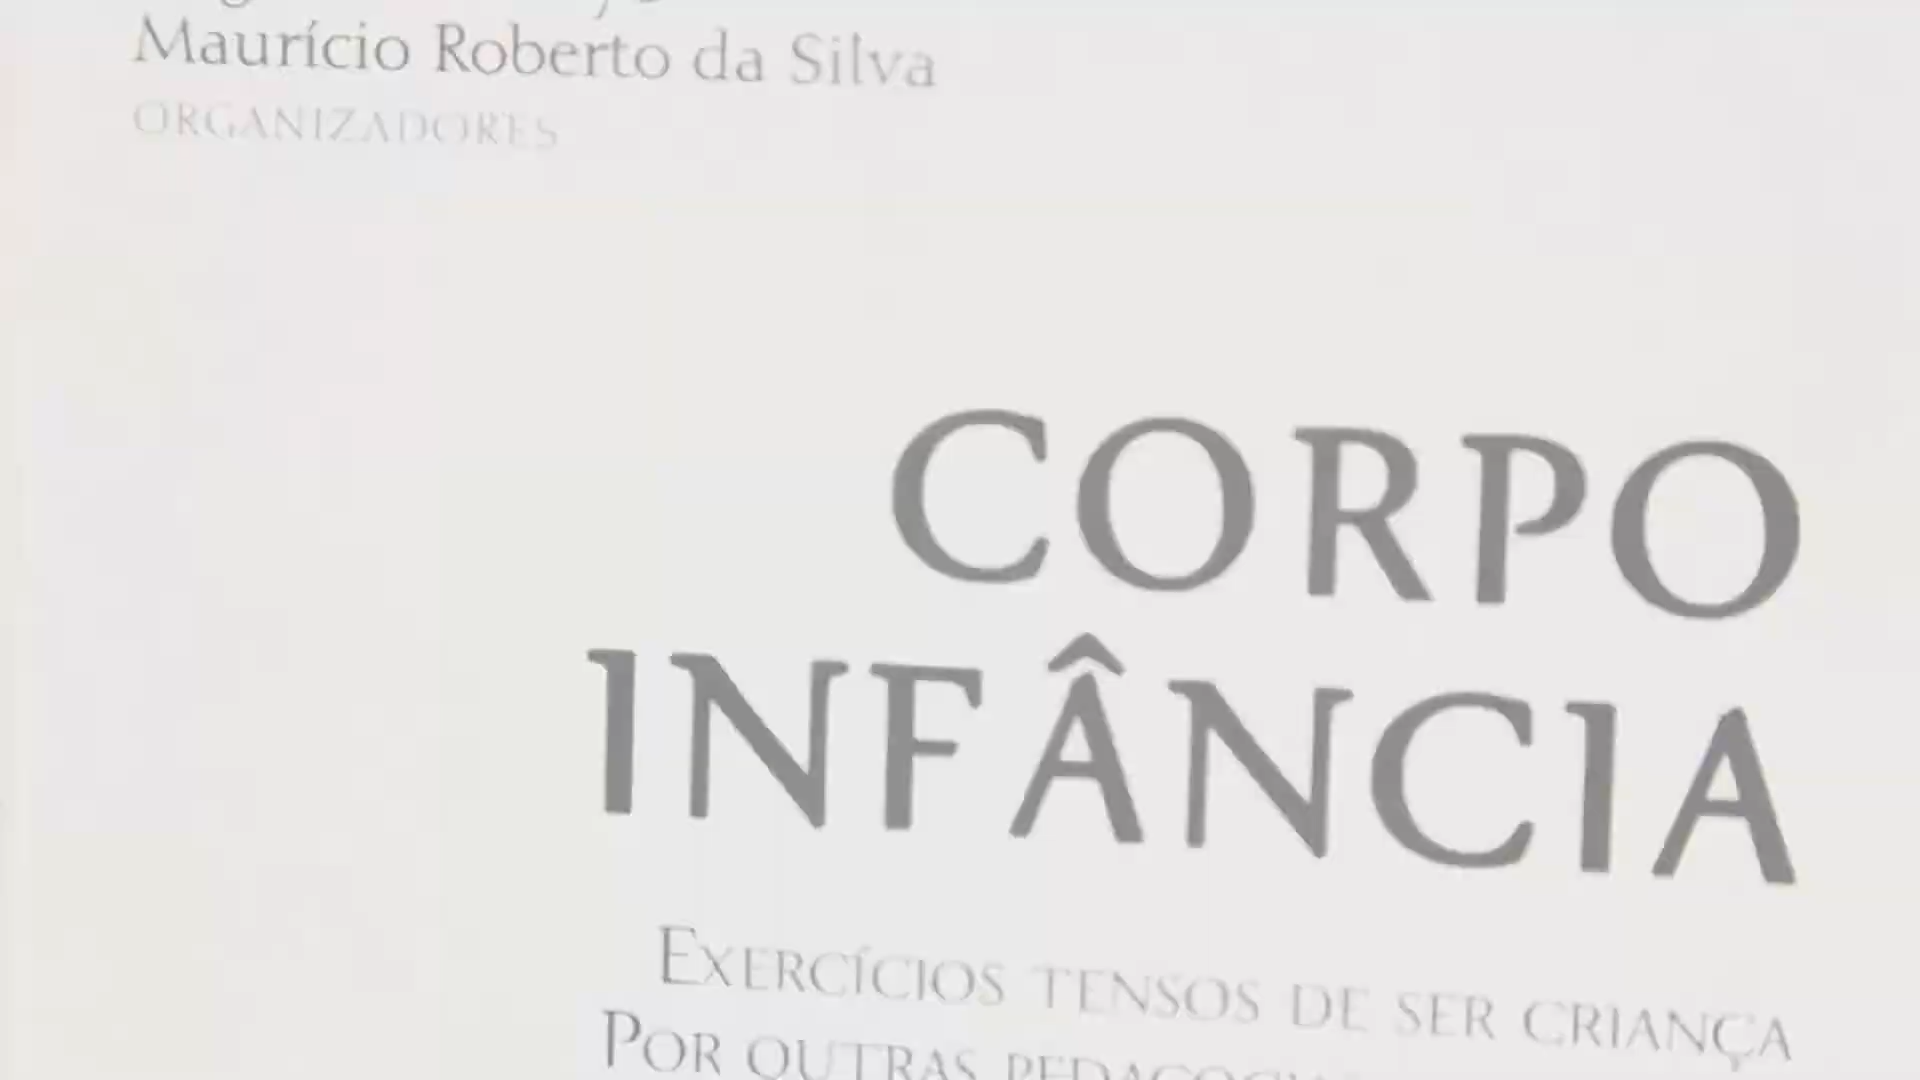 Maurício Roberto da Silva
ORGANIZADORES
CORPO
INFÂNCIA
EXERCÍCIOS TENSOS DE SER CRIANÇA
POR OUTRAS